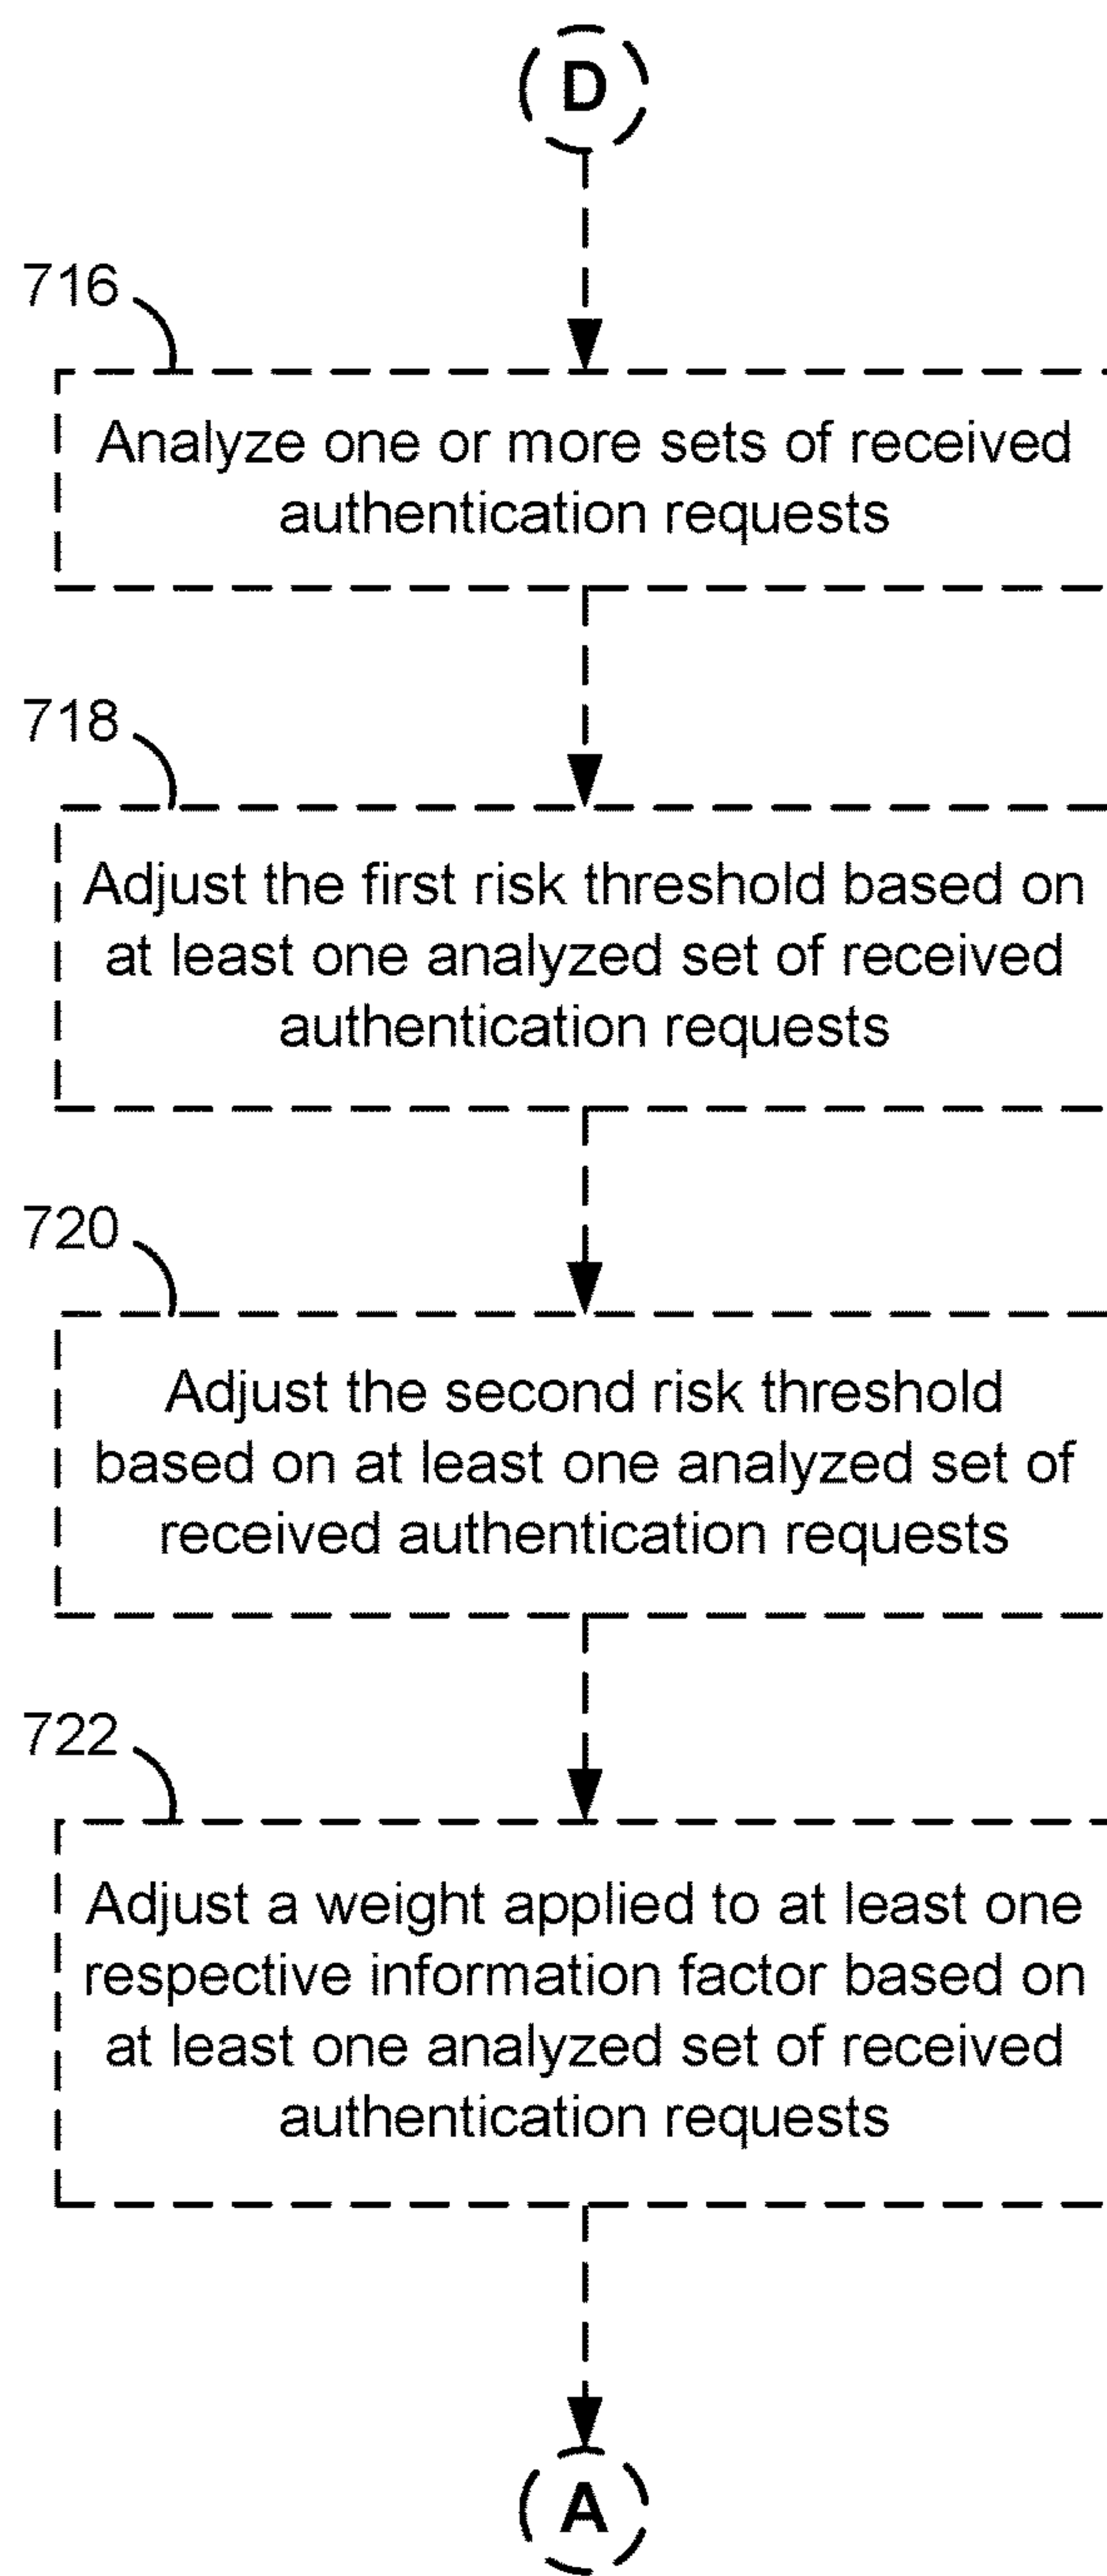 D
716
Analyze one or more sets of received
authentication requests
718
Adjust the first risk threshold based on
at least one analyzed set of received
authentication requests
720
Adjust the second risk threshold
based on at least one analyzed set of
received authentication requests
722
Adjust a weight applied to at least one
respective information factor based on
at least one analyzed set of received
authentication requests
A